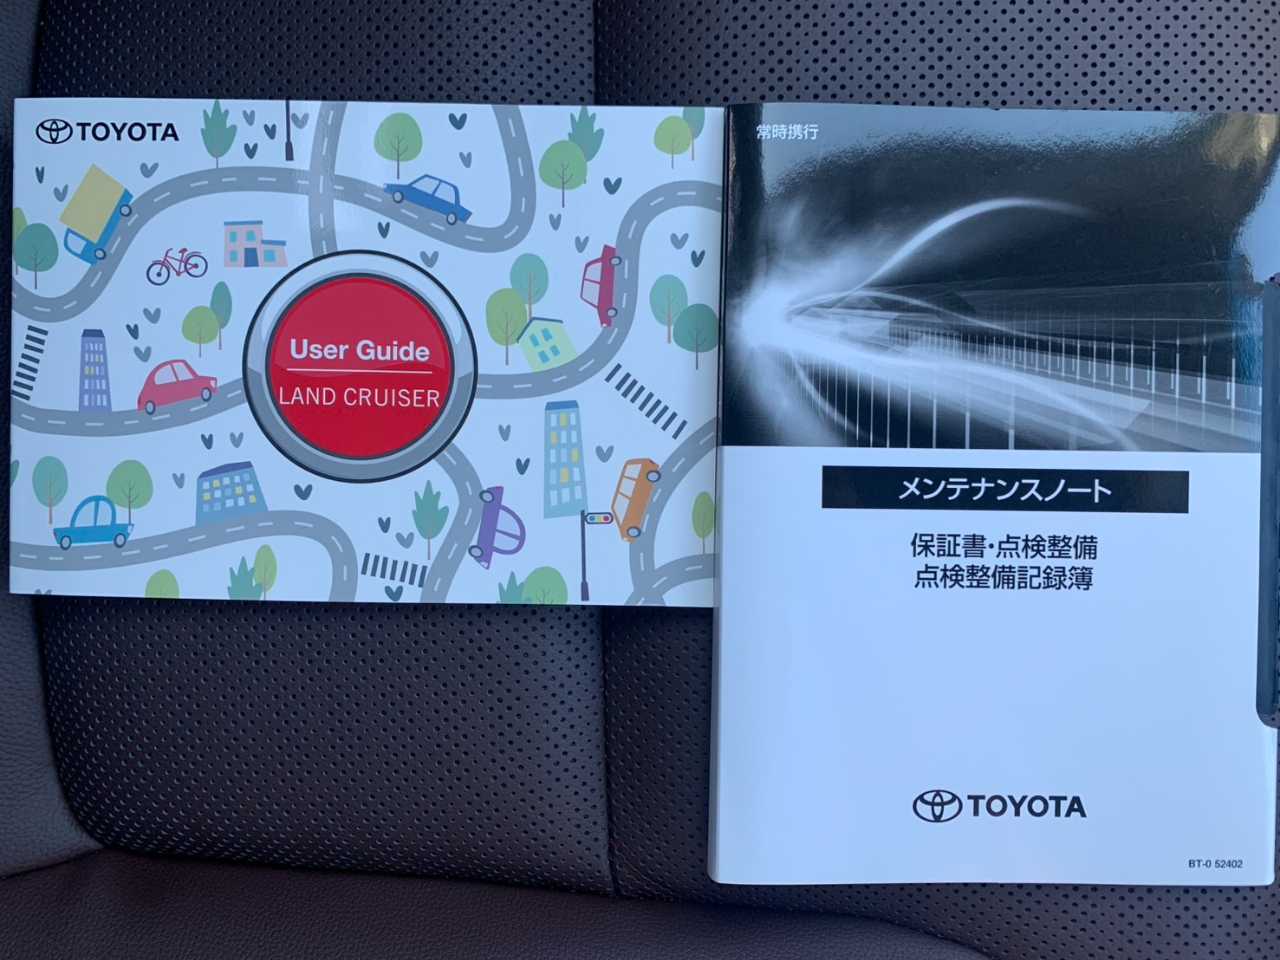 TOYOTA
User Guide
LAND CRUISER
常時携行
メンテナンスノート
保証書・点検整備
点検整備記録簿
TOYOTA
BT-0 52402